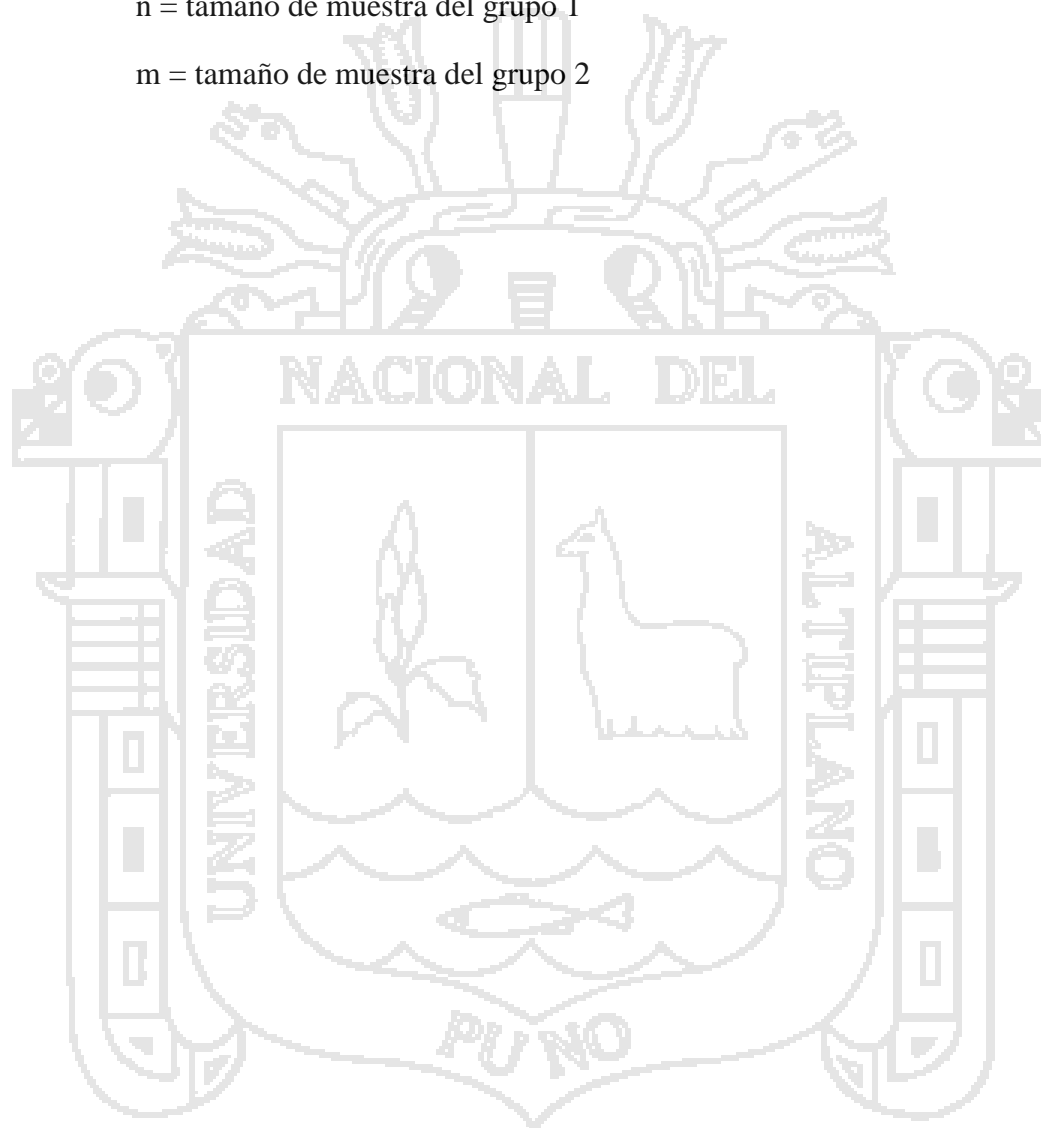 n = tamaño de muestra del grupo 1
m = tamaño de muestra del grupo 2
NACIONAL DEL
UNIVERSIDAD
ALTIPLANO
PUNO